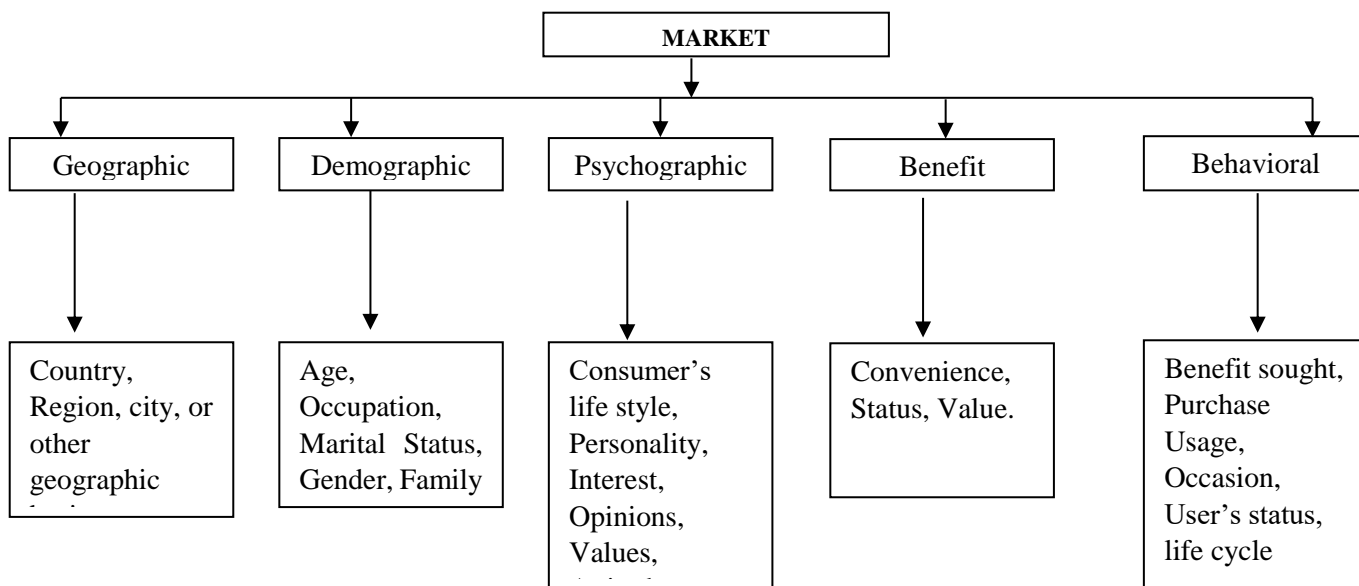 MARKET
Geographic
Demographic
Psychographic
Benefit
Behavioral
Country,
Region, city, or
other
geographic
Age,
Occupation,
Marital Status,
Gender, Family
Consumer’s
life style,
Personality,
Interest,
Opinions,
Values,
Convenience,
Status, Value.
Benefit sought,
Purchase
Usage,
Occasion,
User’s status,
life cycle